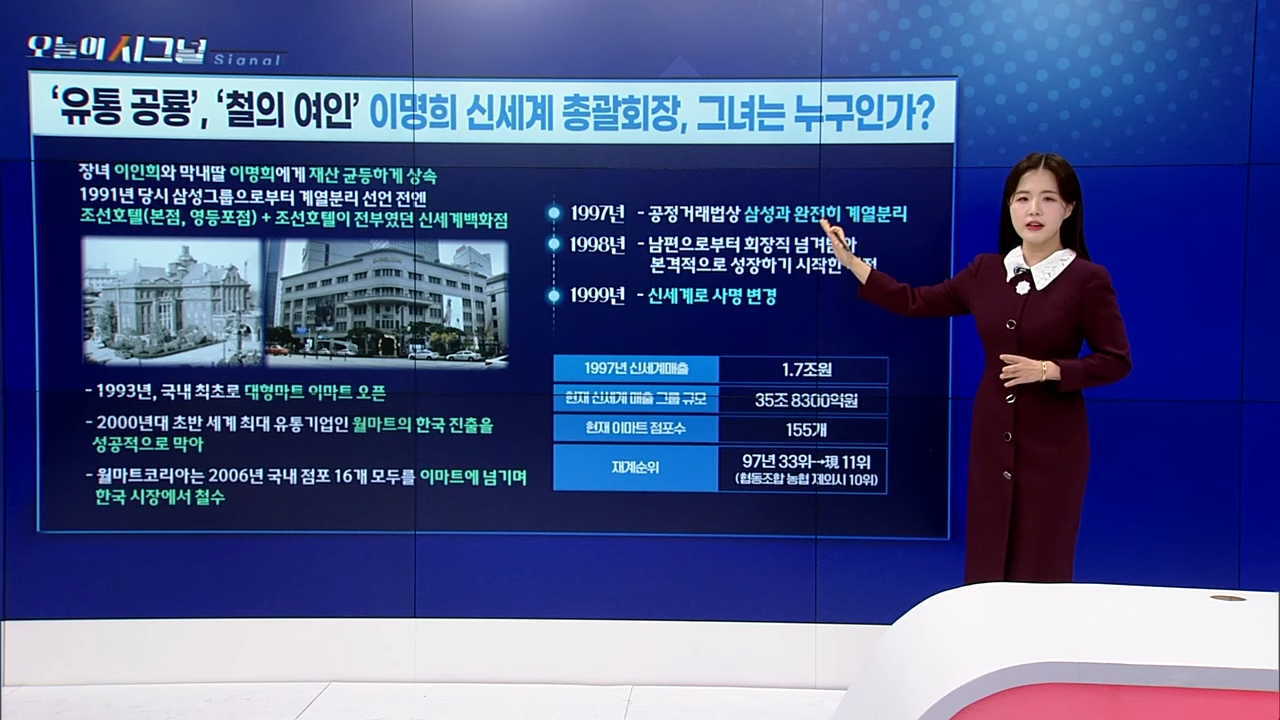 오늘의 시그널
Signal
‘유통 공룡’, ‘철의 여인’ 이명희 신세계 총괄회장, 그녀는 누구인가?
장녀 이인희와 막내딸 이명희에게 재산 균등하게 상속
1991년 당시 삼성그룹으로부터 계열분리 선언 전엔
조선호텔(본점, 영등포점) + 조선호텔이 전부였던 신세계백화점
- 1993년, 국내 최초로 대형마트 이마트 오픈
- 2000년대 초반 세계 최대 유통기업인 월마트의 한국 진출을
성공적으로 막아
- 월마트코리아는 2006년 국내 점포 16개 모두를 이마트에 넘기며
한국 시장에서 철수
1997년 - 공정거래법상 삼성과 완전히 계열분리
1998년 - 남편으로부터 회장직
본격적으로 성장하기 시작한
1999년 - 신세계로 사명 변경
1997년 신세계매출 1.7조원
현재 신세계 매출 그룹 규모 35조 8300억원
현재 이마트 점포수 155개
재계순위 97년 33위→現 11위
(협동조합 농협 제외시 10위)